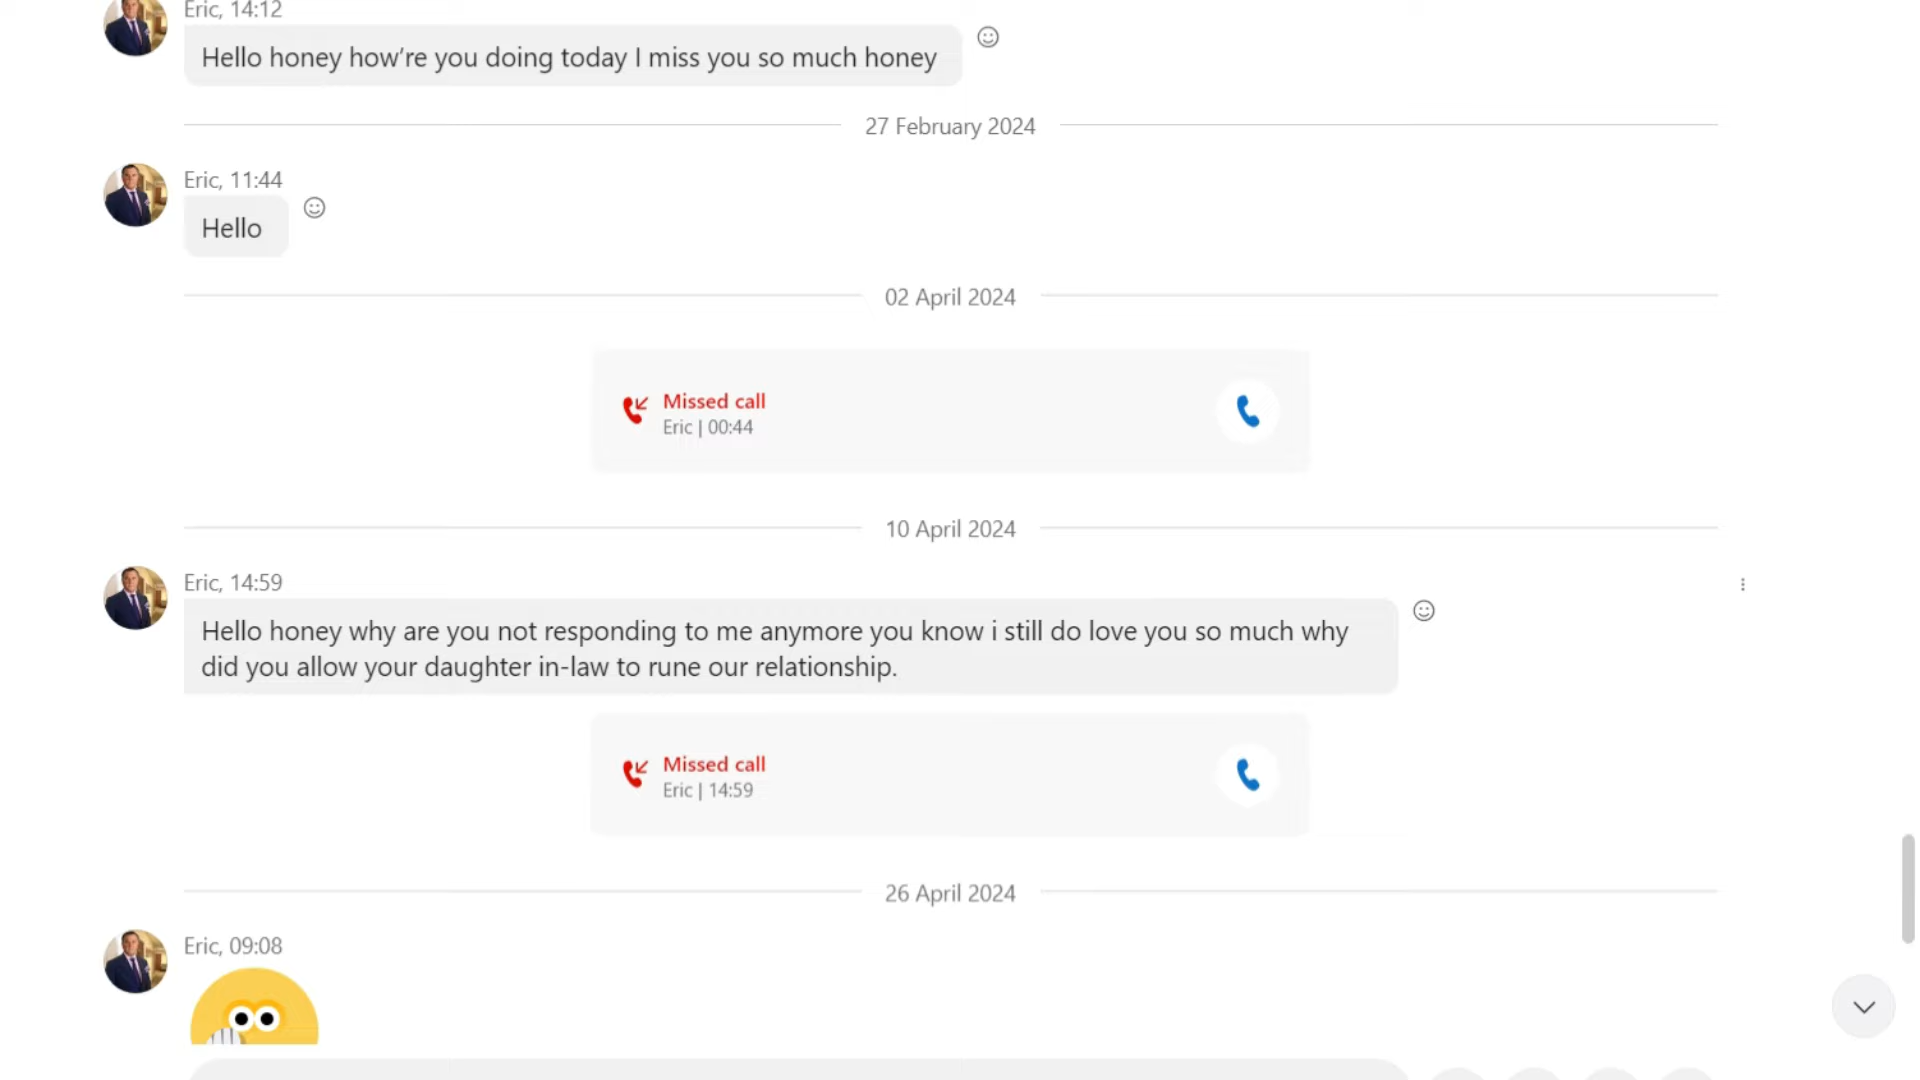 Eric, 14:12
Hello honey how're you doing today I miss you so much honey
27 February 2024
Eric, 11:44
Hello
02 April 2024
Missed call
Eric | 00:44
10 April 2024
Eric, 14:59
Hello honey why are you not responding to me anymore you know i still do love you so much why
did you allow your daughter in-law to rune our relationship.
Missed call
Eric | 14:59
26 April 2024
Eric, 09:08